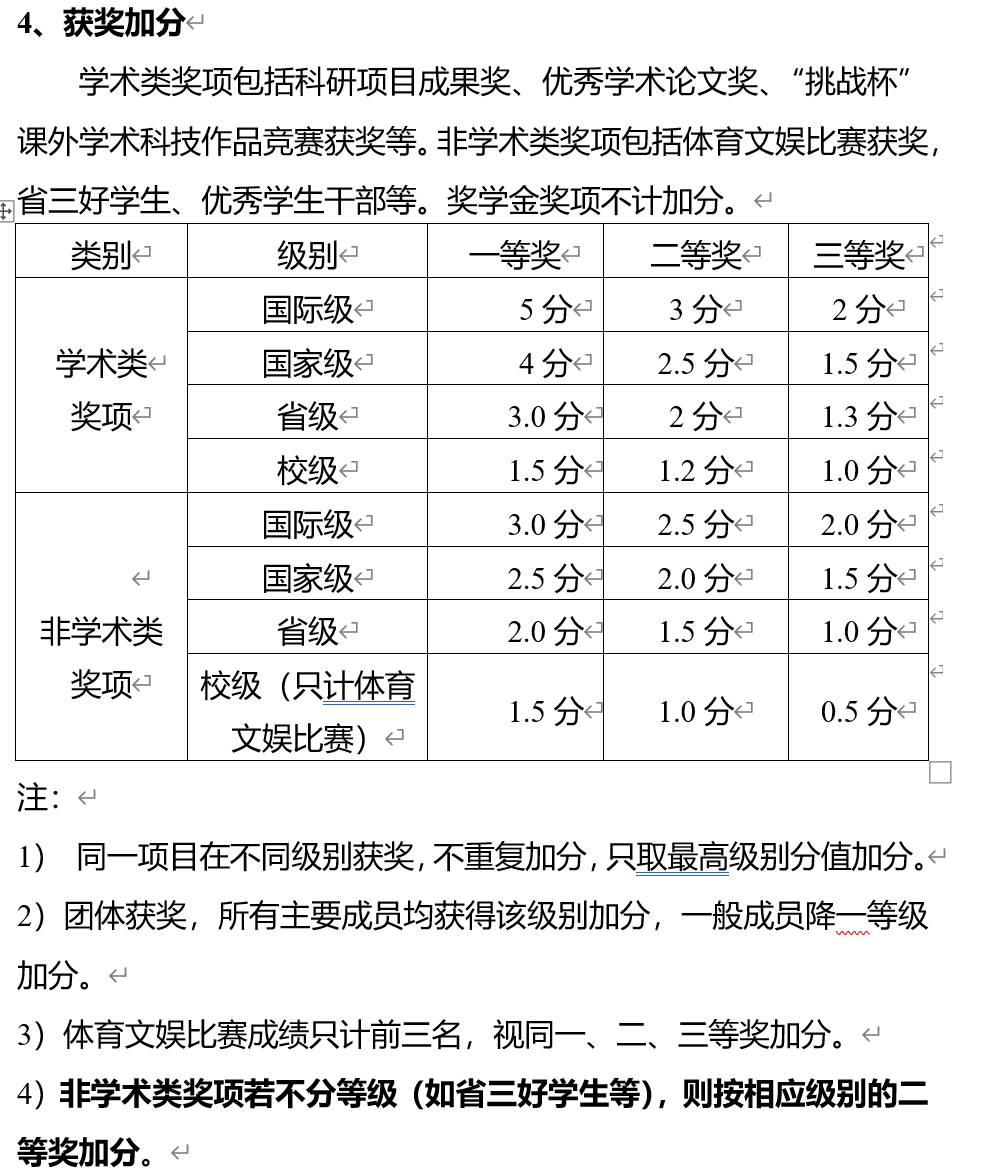 4、获奖加分
学术类奖项包括科研项目成果奖、优秀学术论文奖、“挑战杯”
课外学术科技作品竞赛获奖等。非学术类奖项包括体育文娱比赛获奖，
省三好学生、优秀学生干部等。奖学金奖项不计加分。
类别 级别 一等奖 二等奖 三等奖
学术类
奖项
国际级 5 分 3 分 2 分
国家级 4 分 2.5 分 1.5 分
省级 3.0 分 2 分 1.3 分
校级 1.5 分 1.2 分 1.0 分
非学术类
奖项
国际级 3.0 分 2.5 分 2.0 分
国家级 2.5 分 2.0 分 1.5 分
省级 2.0 分 1.5 分 1.0 分
校级（只计体育
文娱比赛）
1.5 分 1.0 分 0.5 分
注：
1） 同一项目在不同级别获奖，不重复加分，只取最高级别分值加分。
2）团体获奖，所有主要成员均获得该级别加分，一般成员降一等级
加分。
3）体育文娱比赛成绩只计前三名，视同一、二、三等奖加分。
4）非学术类奖项若不分等级（如省三好学生等），则按相应级别的二
等奖加分。